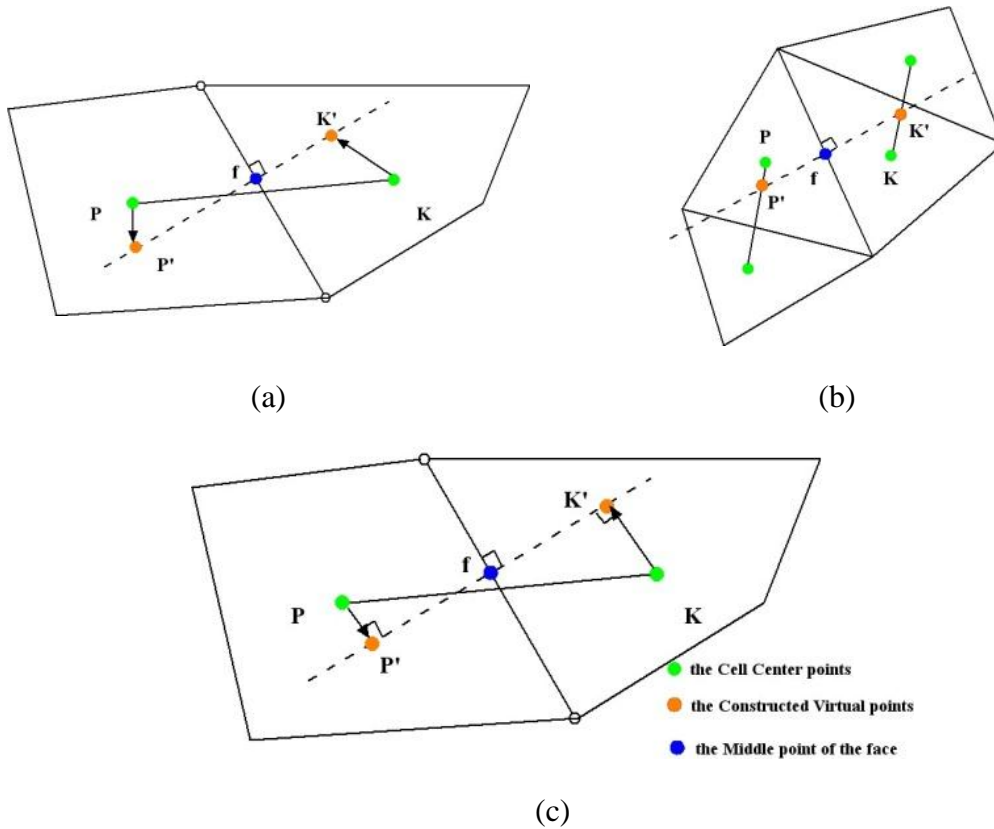 K'
f
P
K
P'
P
K'
f
K
P'
(a)
(b)
K'
f
P
K
P'
the Cell Center points
the Constructed Virtual points
the Middle point of the face
(c)